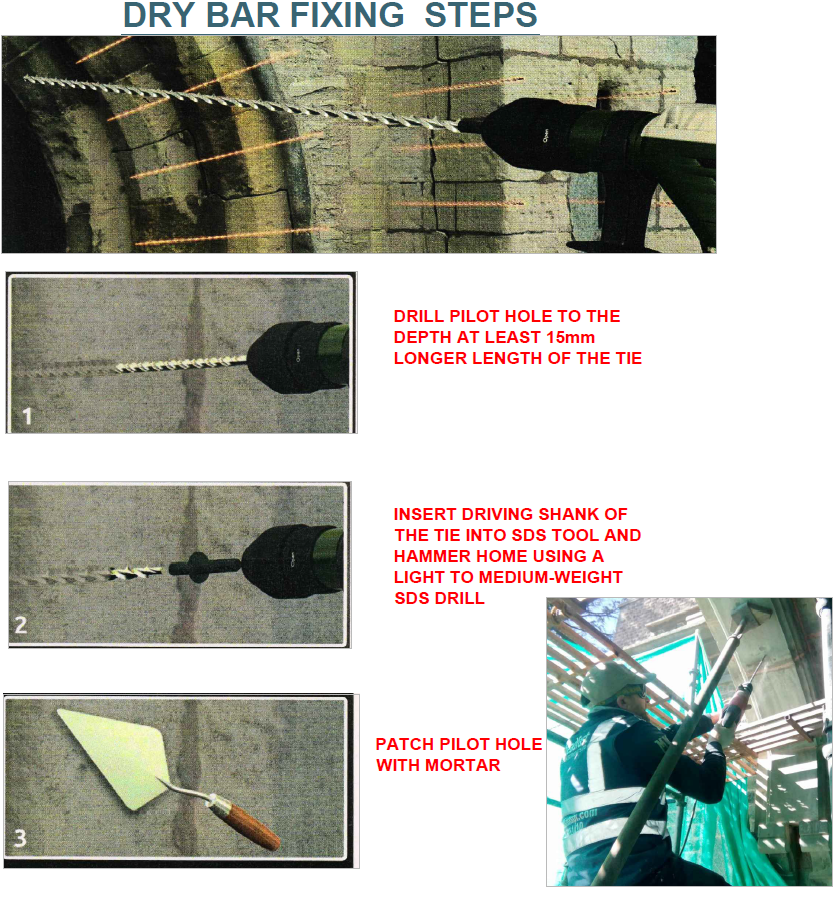 DRY BAR FIXING STEPS
DRILL PILOT HOLE TO THE
DEPTH AT LEAST 15mm
LONGER LENGTH OF THE TIE
1
INSERT DRIVING SHANK OF
THE TIE INTO SDS TOOL AND
HAMMER HOME USING A
LIGHT TO MEDIUM-WEIGHT
SDS DRILL
2
PATCH PILOT HOLE
WITH MORTAR
3